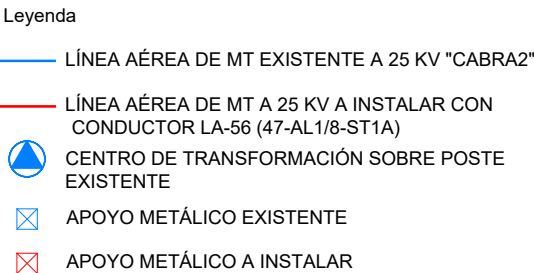 Leyenda
LÍNEA AÉREA DE MT EXISTENTE A 25 KV "CABRA2"
LÍNEA AÉREA DE MT A 25 KV A INSTALAR CON
CONDUCTOR LA-56 (47-AL1/8-ST1A)
CENTRO DE TRANSFORMACIÓN SOBRE POSTE
EXISTENTE
APOYO METÁLICO EXISTENTE
APOYO METÁLICO A INSTALAR